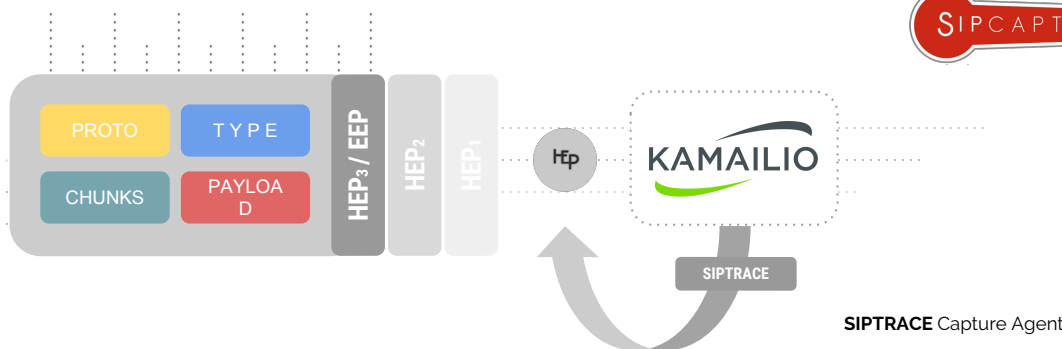 SIPCAPT
PROTO
TYPE
CHUNKS
PAYLOA
D
HEP3 / EEP
HEP2
HEP1
HEP
KAMAILIO
SIPTRACE
SIPTRACE Capture Agent